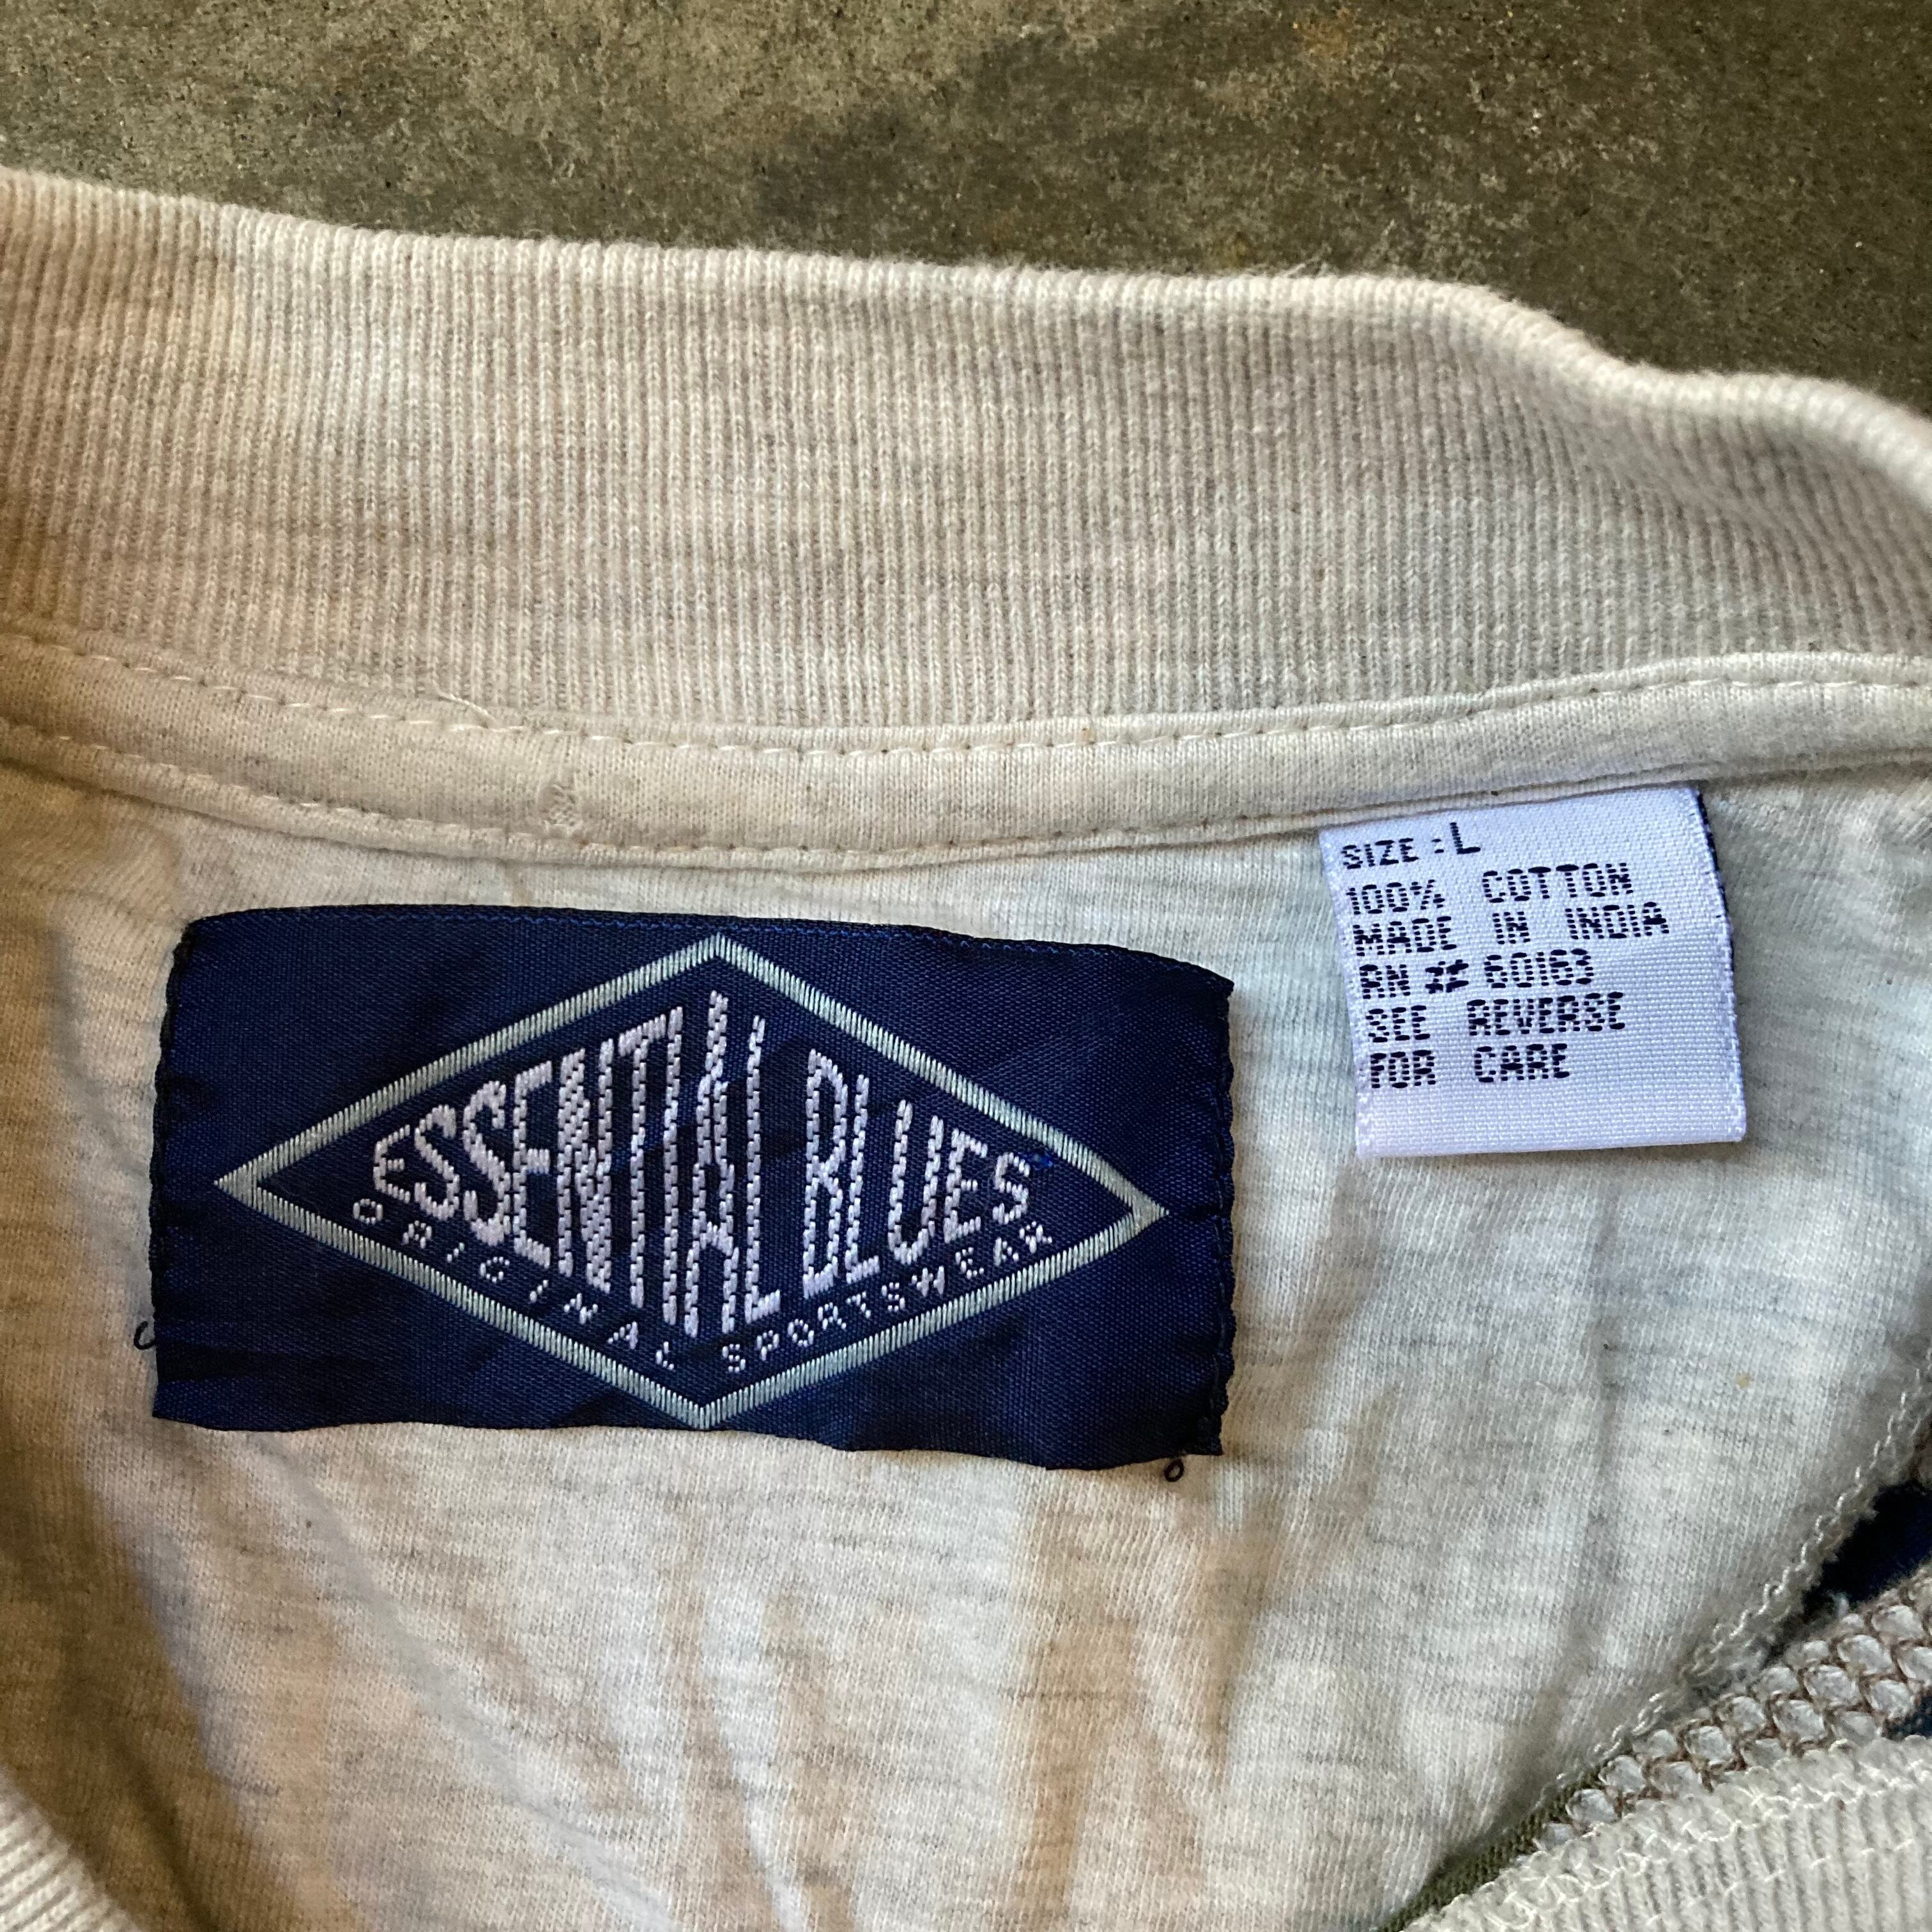 ESSENTIAL BLUES
ORIGINAL SPORTSWEAR
SIZE : L
100% COTTON
MADE IN INDIA
RN # 60163
SEE REVERSE
FOR CARE